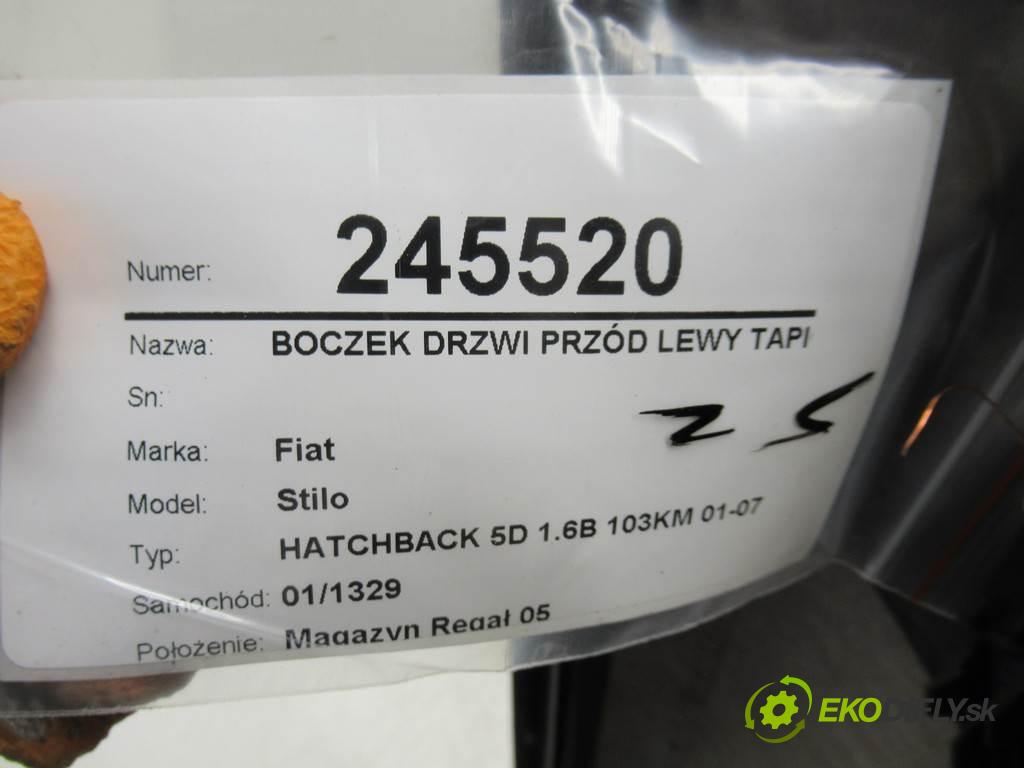 Numer: 245520
Nazwa: BOCZEK DRZWI PRZÓD LEWY TAPI
Sn:
Marka: Fiat
Model: Stilo
Typ: HATCHBACK 5D 1.6B 103KM 01-07
Samochód: 01/1329
Położenie: Magazyn Regał 05
EKODIELY.sk